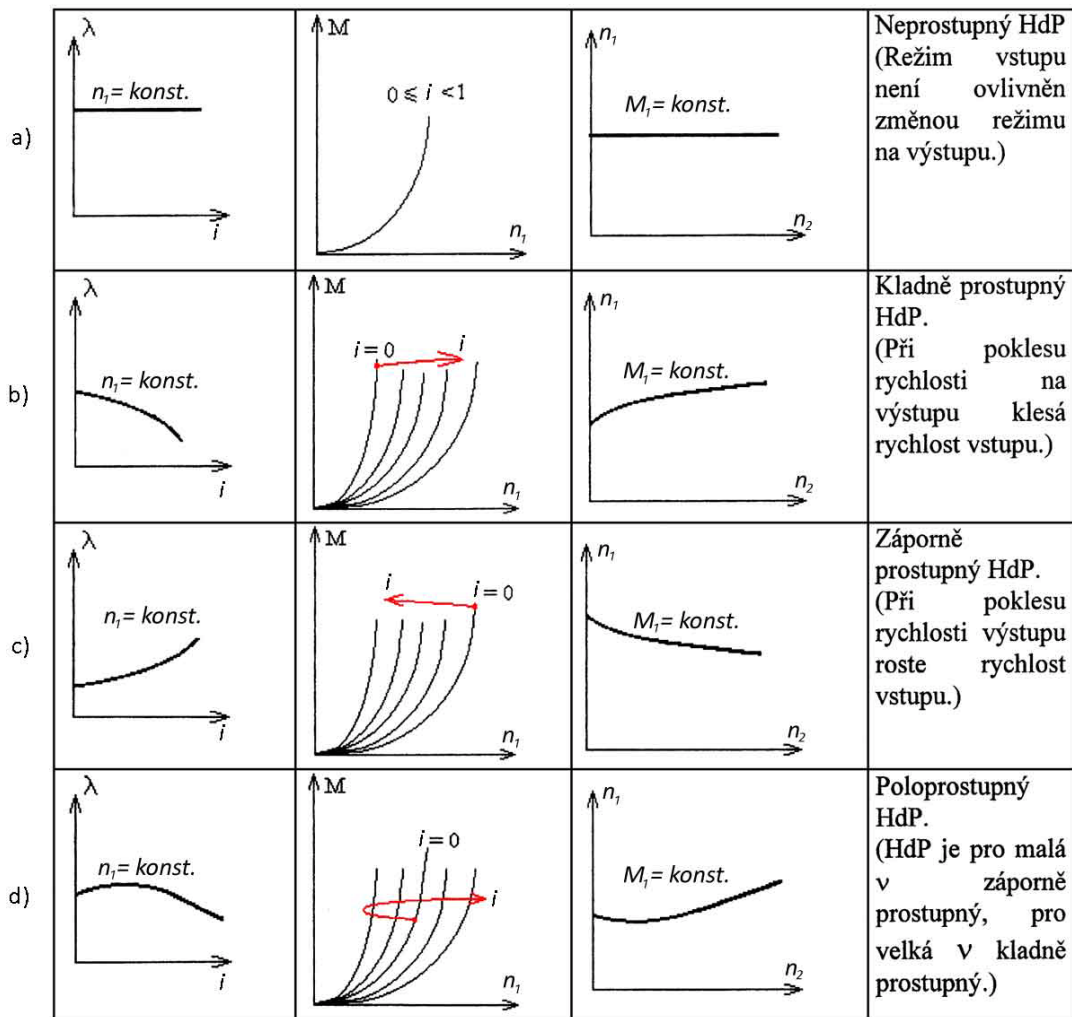 a)
λ
n₁= konst.
i
M
0 ⩽ i < 1
n₁
n₁
M₁= konst.
n₂
Neprostupný HdP
(Režim vstupu
není ovlivněn
změnou režimu
na výstupu.)
b)
λ
n₁= konst.
i
M
i = 0
i
n₁
n₁
M₁= konst.
n₂
Kladně prostupný
HdP.
(Při poklesu
rychlosti na
výstupu klesá
rychlost vstupu.)
c)
λ
n₁= konst.
i
M
i
i = 0
n₁
n₁
M₁= konst.
n₂
Záporně
prostupný HdP.
(Při poklesu
rychlosti výstupu
roste rychlost
vstupu.)
d)
λ
n₁= konst.
i
M
i = 0
i
n₁
n₁
M₁= konst.
n₂
Poloprostupný
HdP.
(HdP je pro malá
ν záporně
prostupný, pro
velká ν kladně
prostupný.)